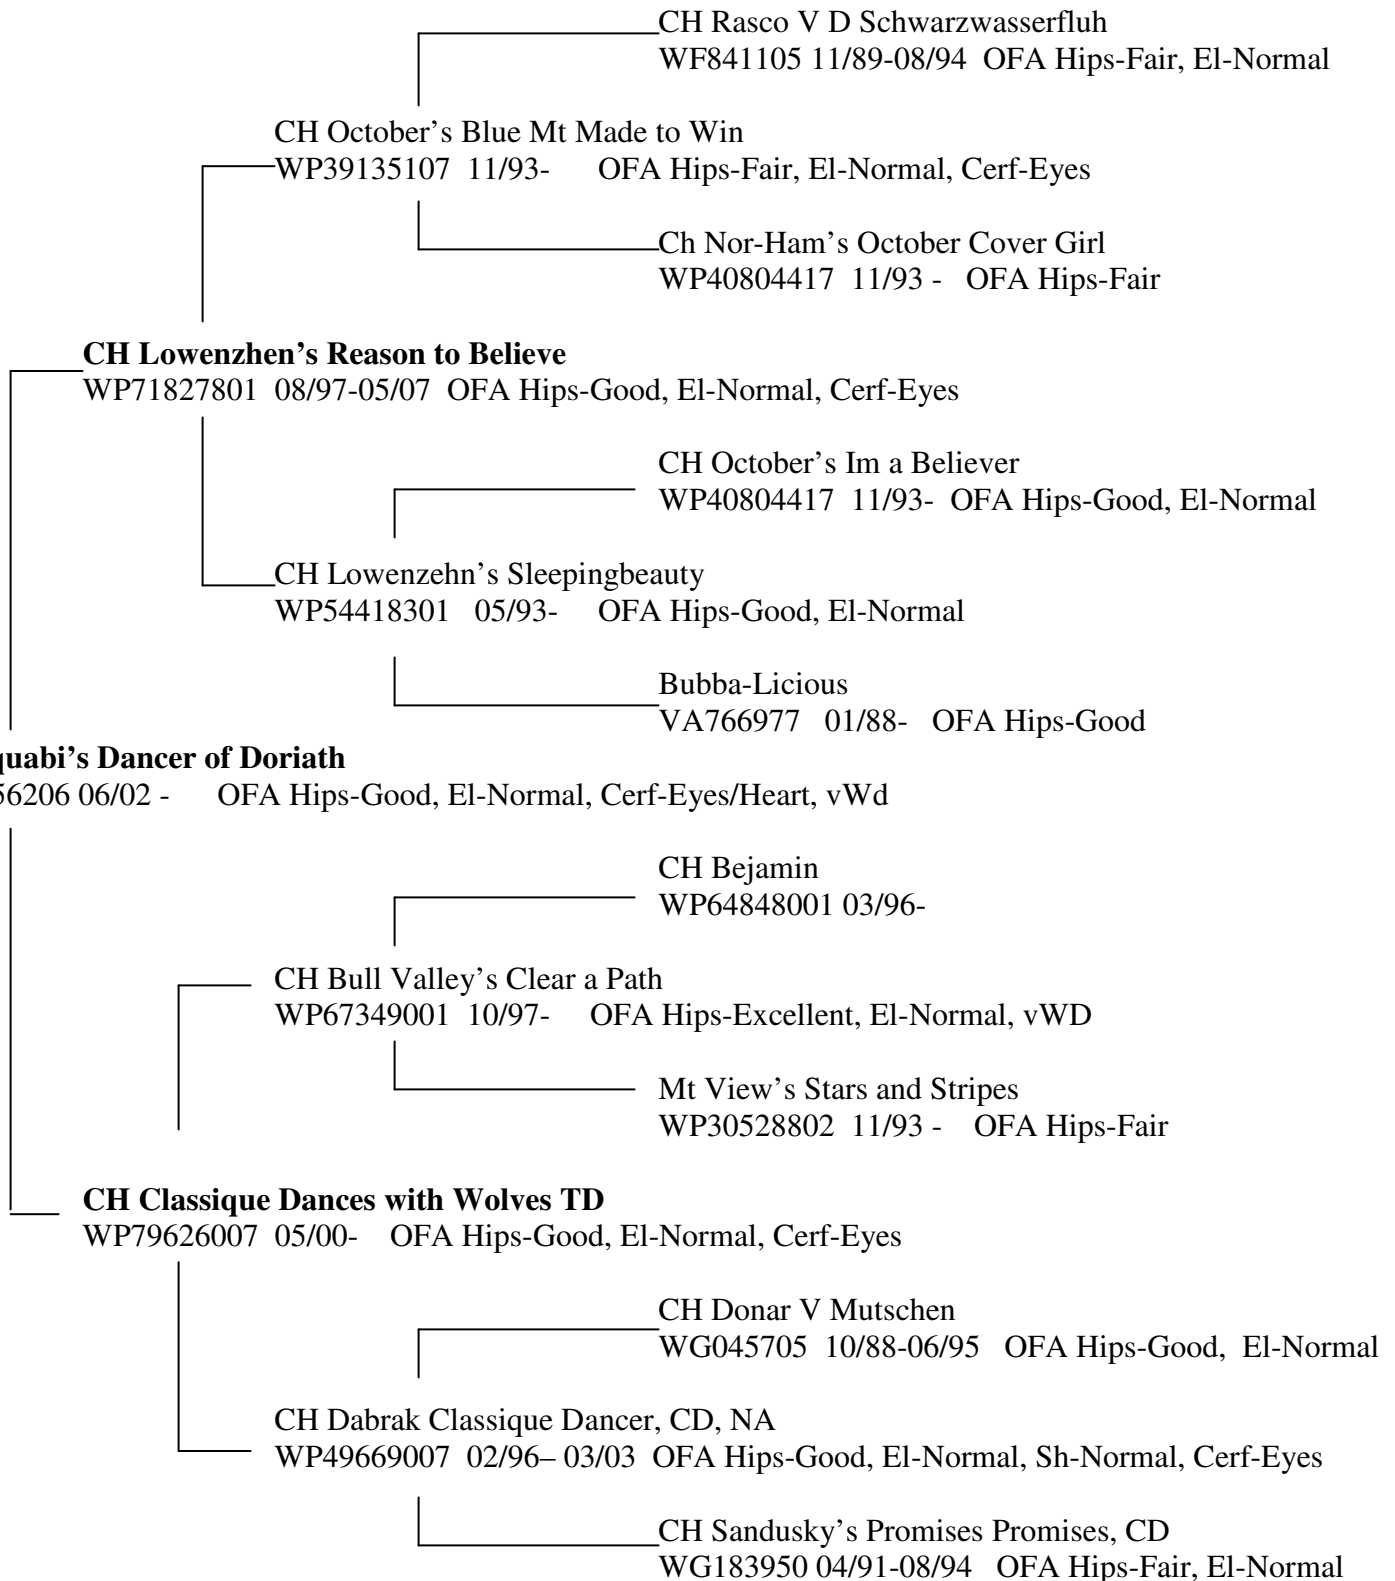 CH Rasco V D Schwarzwasserfluh
WF841105 11/89-08/94 OFA Hips-Fair, El-Normal
CH October’s Blue Mt Made to Win
WP39135107 11/93- OFA Hips-Fair, El-Normal, Cerf-Eyes
Ch Nor-Ham’s October Cover Girl
WP40804417 11/93 - OFA Hips-Fair
CH Lowenzhen’s Reason to Believe
WP71827801 08/97-05/07 OFA Hips-Good, El-Normal, Cerf-Eyes
CH October’s Im a Believer
WP40804417 11/93- OFA Hips-Good, El-Normal
CH Lowenzehn’s Sleepingbeauty
WP54418301 05/93- OFA Hips-Good, El-Normal
Bubba-Licious
VA766977 01/88- OFA Hips-Good
quabi’s Dancer of Doriath
56206 06/02 - OFA Hips-Good, El-Normal, Cerf-Eyes/Heart, vWd
CH Bejamin
WP64848001 03/96-
CH Bull Valley’s Clear a Path
WP67349001 10/97- OFA Hips-Excellent, El-Normal, vWD
Mt View’s Stars and Stripes
WP30528802 11/93 - OFA Hips-Fair
CH Classique Dances with Wolves TD
WP79626007 05/00- OFA Hips-Good, El-Normal, Cerf-Eyes
CH Donar V Mutschen
WG045705 10/88-06/95 OFA Hips-Good, El-Normal
CH Dabrak Classique Dancer, CD, NA
WP49669007 02/96– 03/03 OFA Hips-Good, El-Normal, Sh-Normal, Cerf-Eyes
CH Sandusky’s Promises Promises, CD
WG183950 04/91-08/94 OFA Hips-Fair, El-Normal